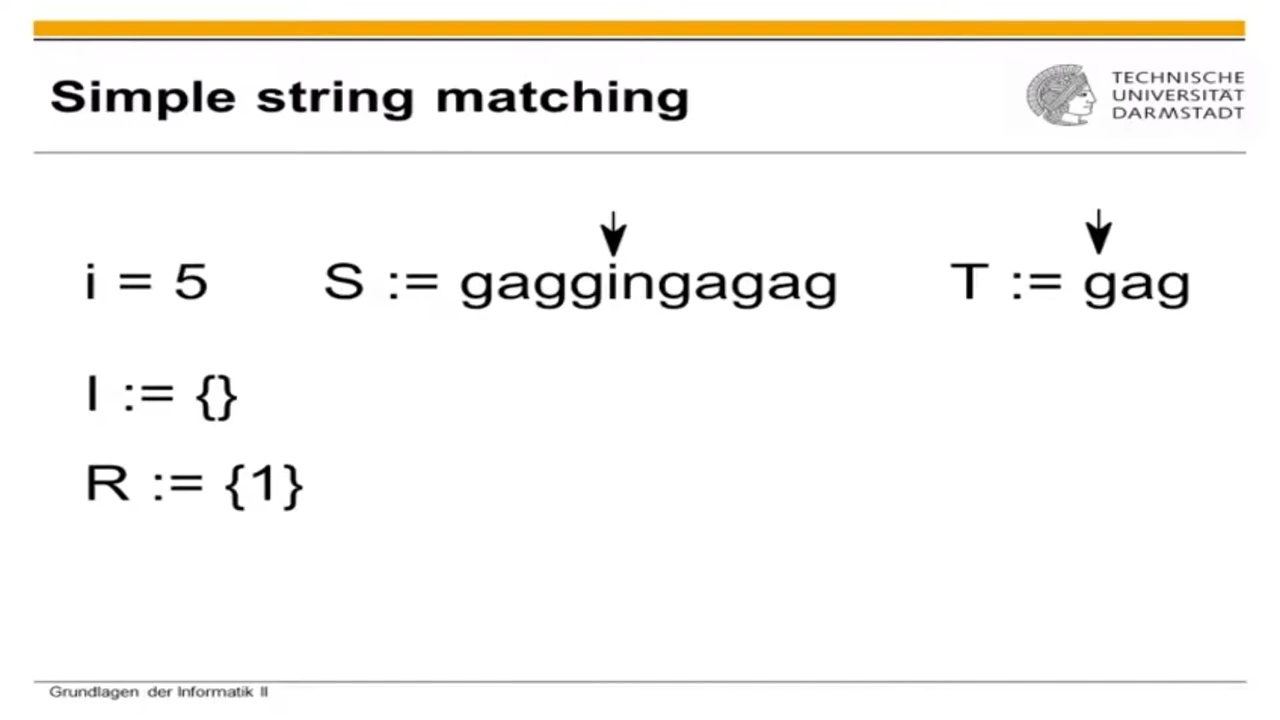 Simple string matching
TECHNISCHE
UNIVERSITÄT
DARMSTADT
i = 5 S := gaggingagag T := gag
I := {}
R := {1}
Grundlagen der Informatik II